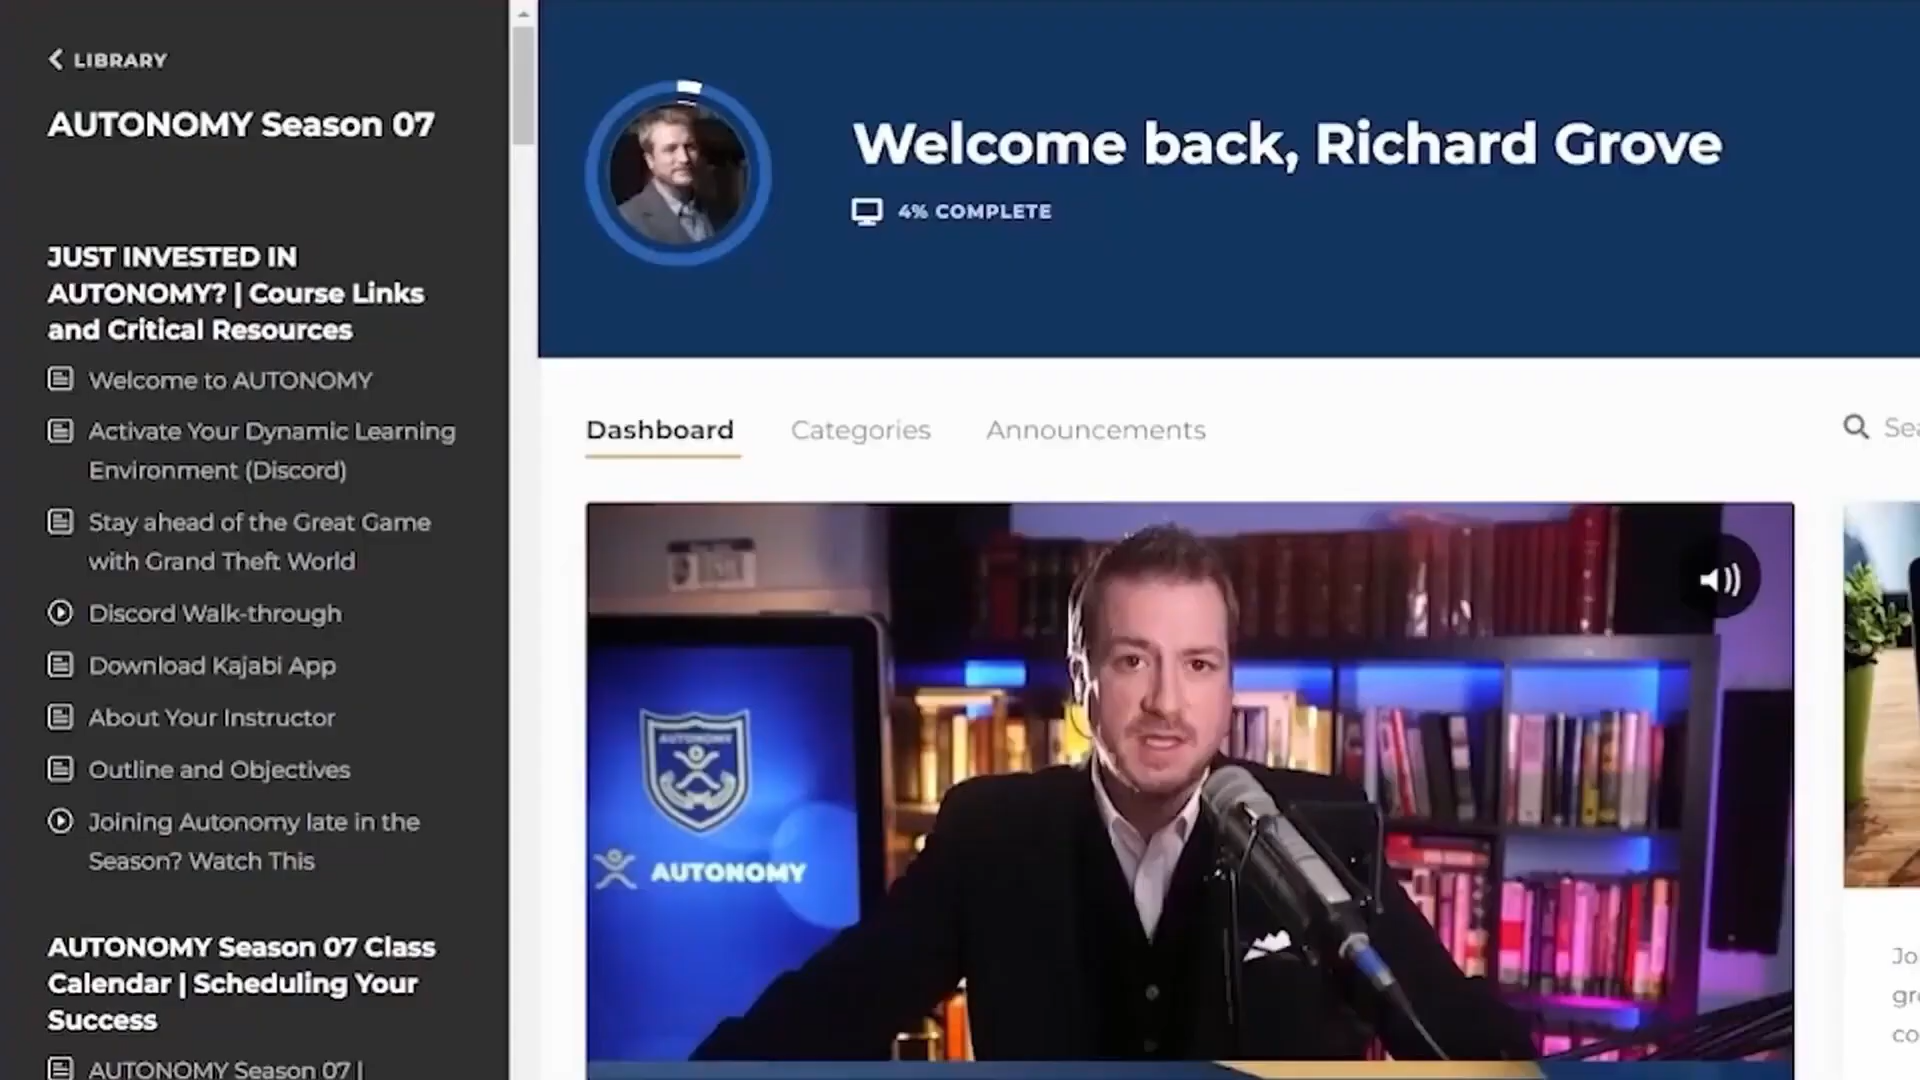 LIBRARY
AUTONOMY Season 07
JUST INVESTED IN
AUTONOMY? | Course Links
and Critical Resources
Welcome to AUTONOMY
Activate Your Dynamic Learning
Environment (Discord)
Stay ahead of the Great Game
with Grand Theft World
Discord Walk-through
Download Kajabi App
About Your Instructor
Outline and Objectives
Joining Autonomy late in the
Season? Watch This
AUTONOMY Season 07 Class
Calendar | Scheduling Your
Success
AUTONOMY Season 07 |
Welcome back, Richard Grove
4% COMPLETE
Dashboard
Categories
Announcements
AUTONOMY
AUTONOMY